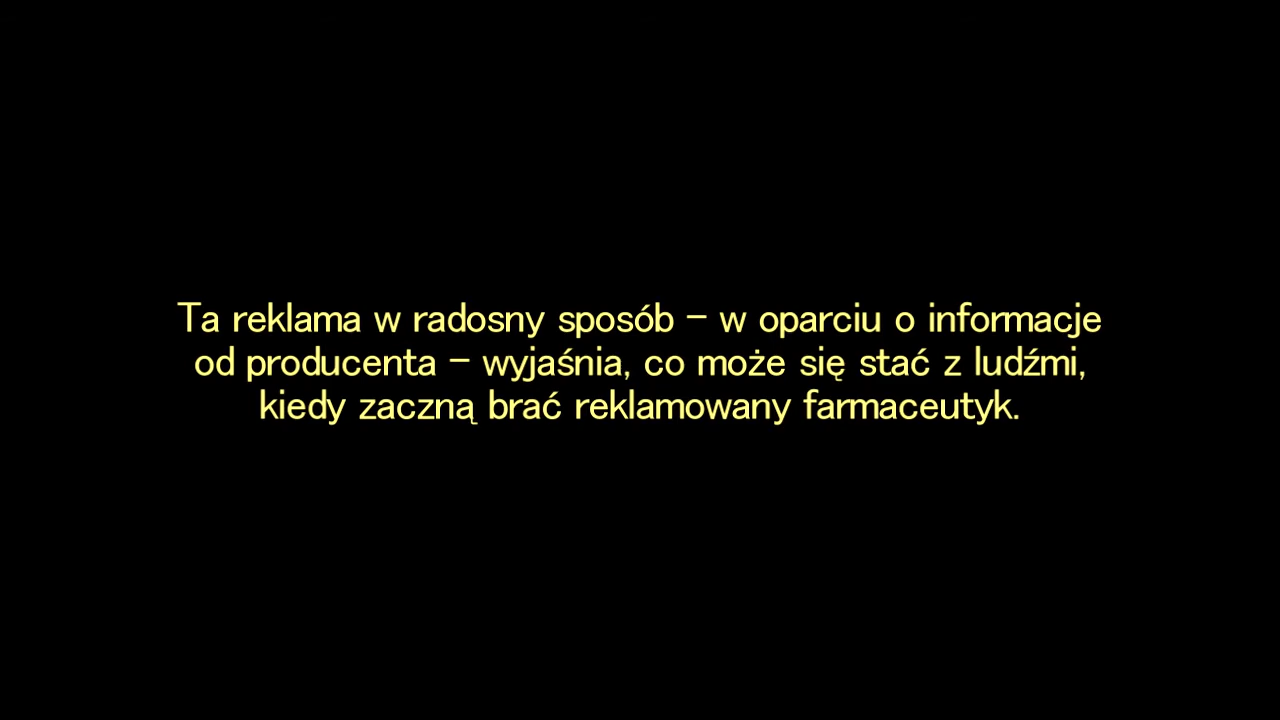 Ta reklama w radosny sposób – w oparciu o informacje
od producenta – wyjaśnia, co może się stać z ludźmi,
kiedy zaczną brać reklamowany farmaceutyk.